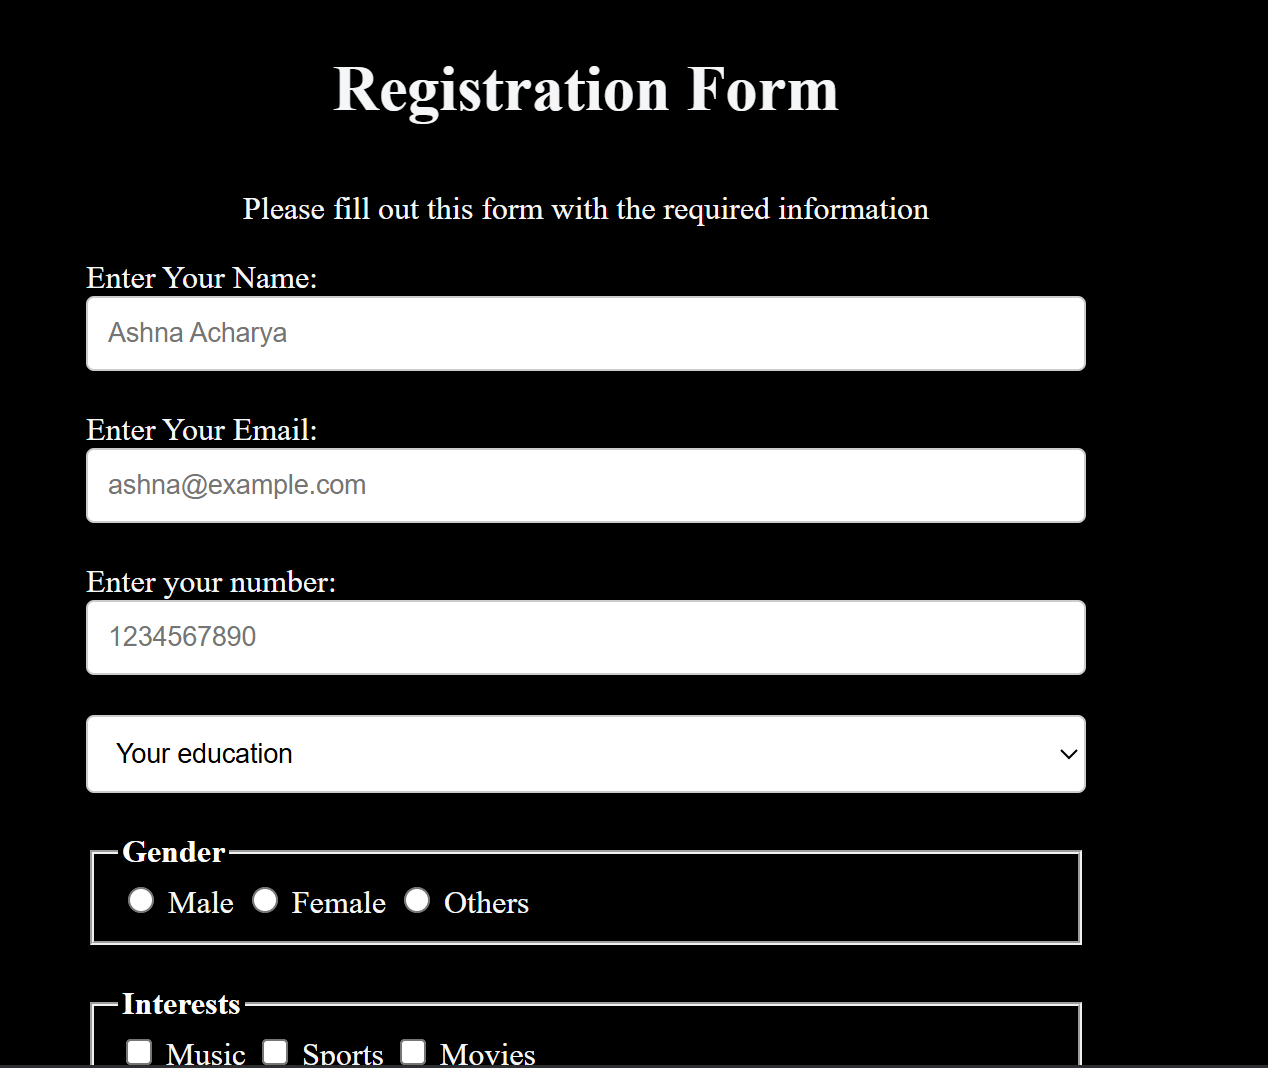 Registration Form
Please fill out this form with the required information
Enter Your Name:
Ashna Acharya
Enter Your Email:
ashna@example.com
Enter your number:
1234567890
Your education
Gender
Male Female Others
Interests
Music Sports Movies